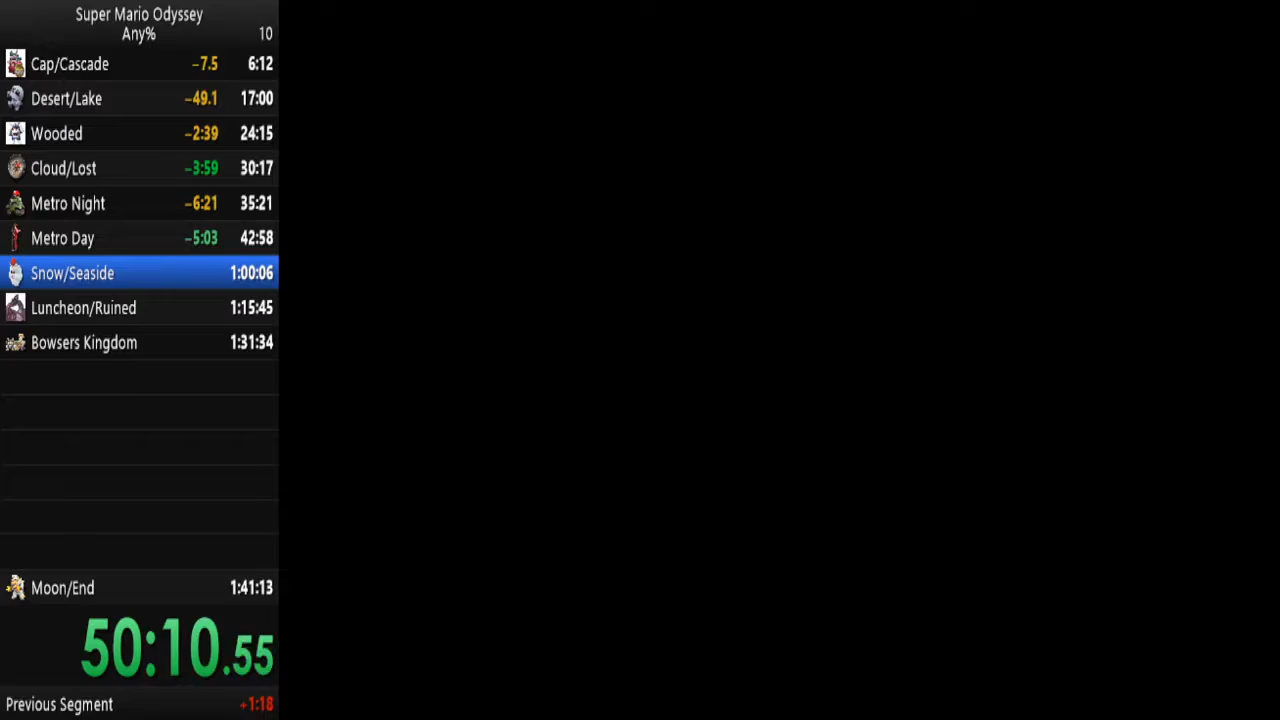 Super Mario Odyssey
Any% 10
Cap/Cascade −7.5 6:12
Desert/Lake −49.1 17:00
Wooded −2:39 24:15
Cloud/Lost −3:59 30:17
Metro Night −6:21 35:21
Metro Day −5:03 42:58
Snow/Seaside 1:00:06
Luncheon/Ruined 1:15:45
Bowsers Kingdom 1:31:34
Moon/End 1:41:13
50:10.55
Previous Segment +1:18